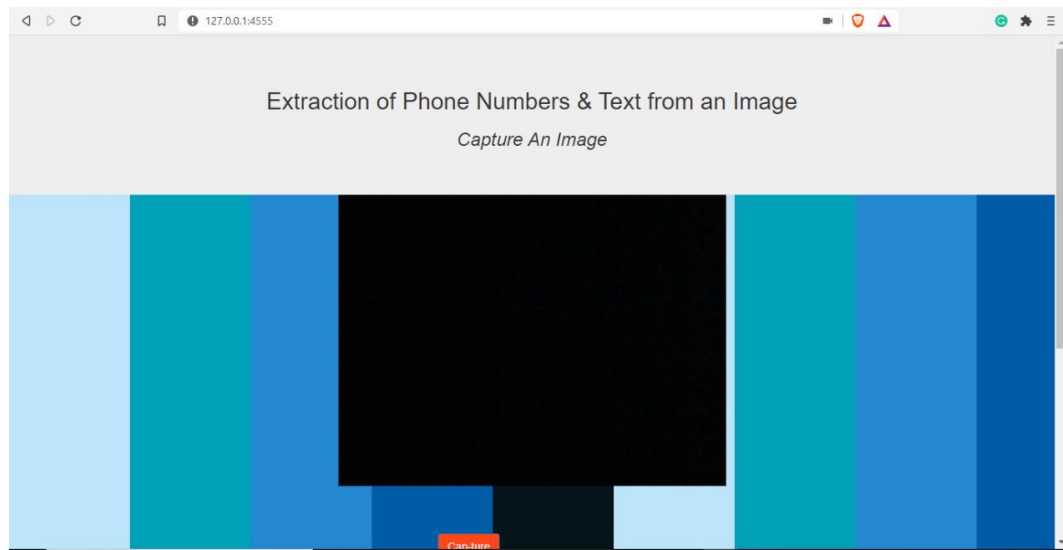 127.0.0.1:4555
Extraction of Phone Numbers & Text from an Image
Capture An Image
Cap-ture